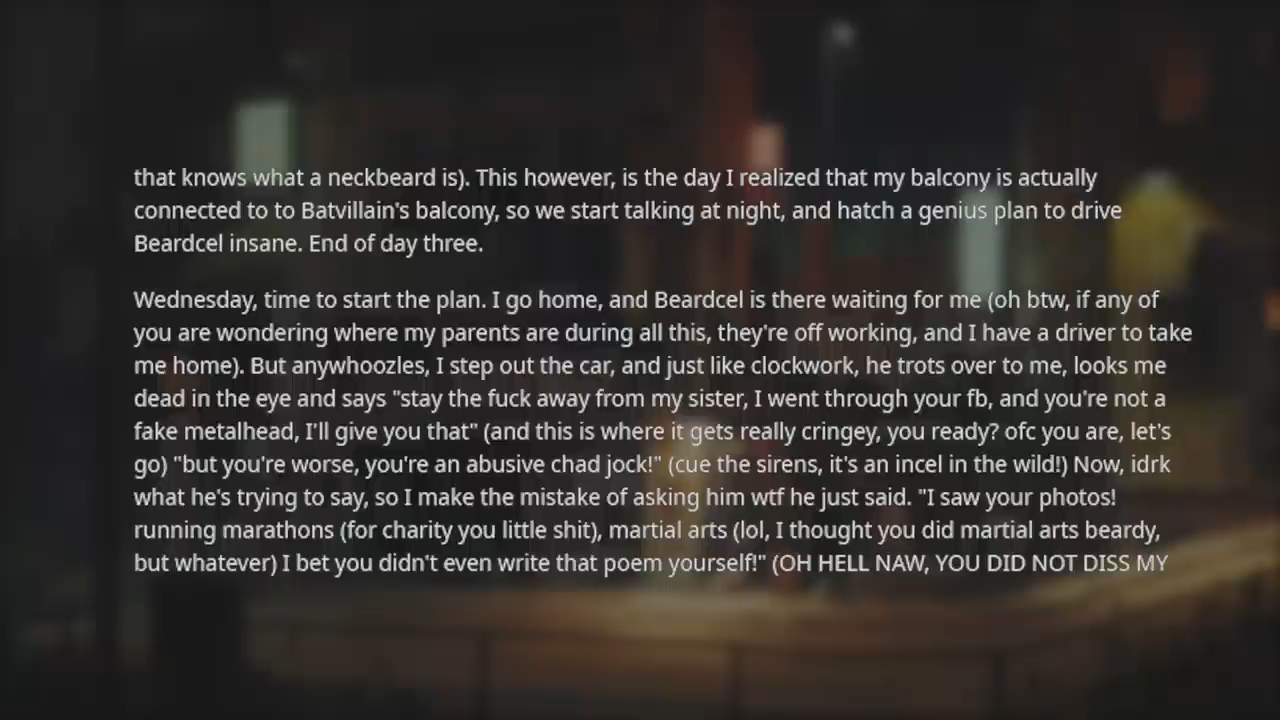 that knows what a neckbeard is). This however, is the day I realized that my balcony is actually
connected to to Batvillain's balcony, so we start talking at night, and hatch a genius plan to drive
Beardcel insane. End of day three.
Wednesday, time to start the plan. I go home, and Beardcel is there waiting for me (oh btw, if any of
you are wondering where my parents are during all this, they're off working, and I have a driver to take
me home). But anywhoozles, I step out the car, and just like clockwork, he trots over to me, looks me
dead in the eye and says "stay the fuck away from my sister, I went through your fb, and you're not a
fake metalhead, I'll give you that" (and this is where it gets really cringey, you ready? ofc you are, let's
go) "but you're worse, you're an abusive chad jock!" (cue the sirens, it's an incel in the wild!) Now, idrk
what he's trying to say, so I make the mistake of asking him wtf he just said. "I saw your photos!
running marathons (for charity you little shit), martial arts (lol, I thought you did martial arts beardy,
but whatever) I bet you didn't even write that poem yourself!" (OH HELL NAW, YOU DID NOT DISS MY